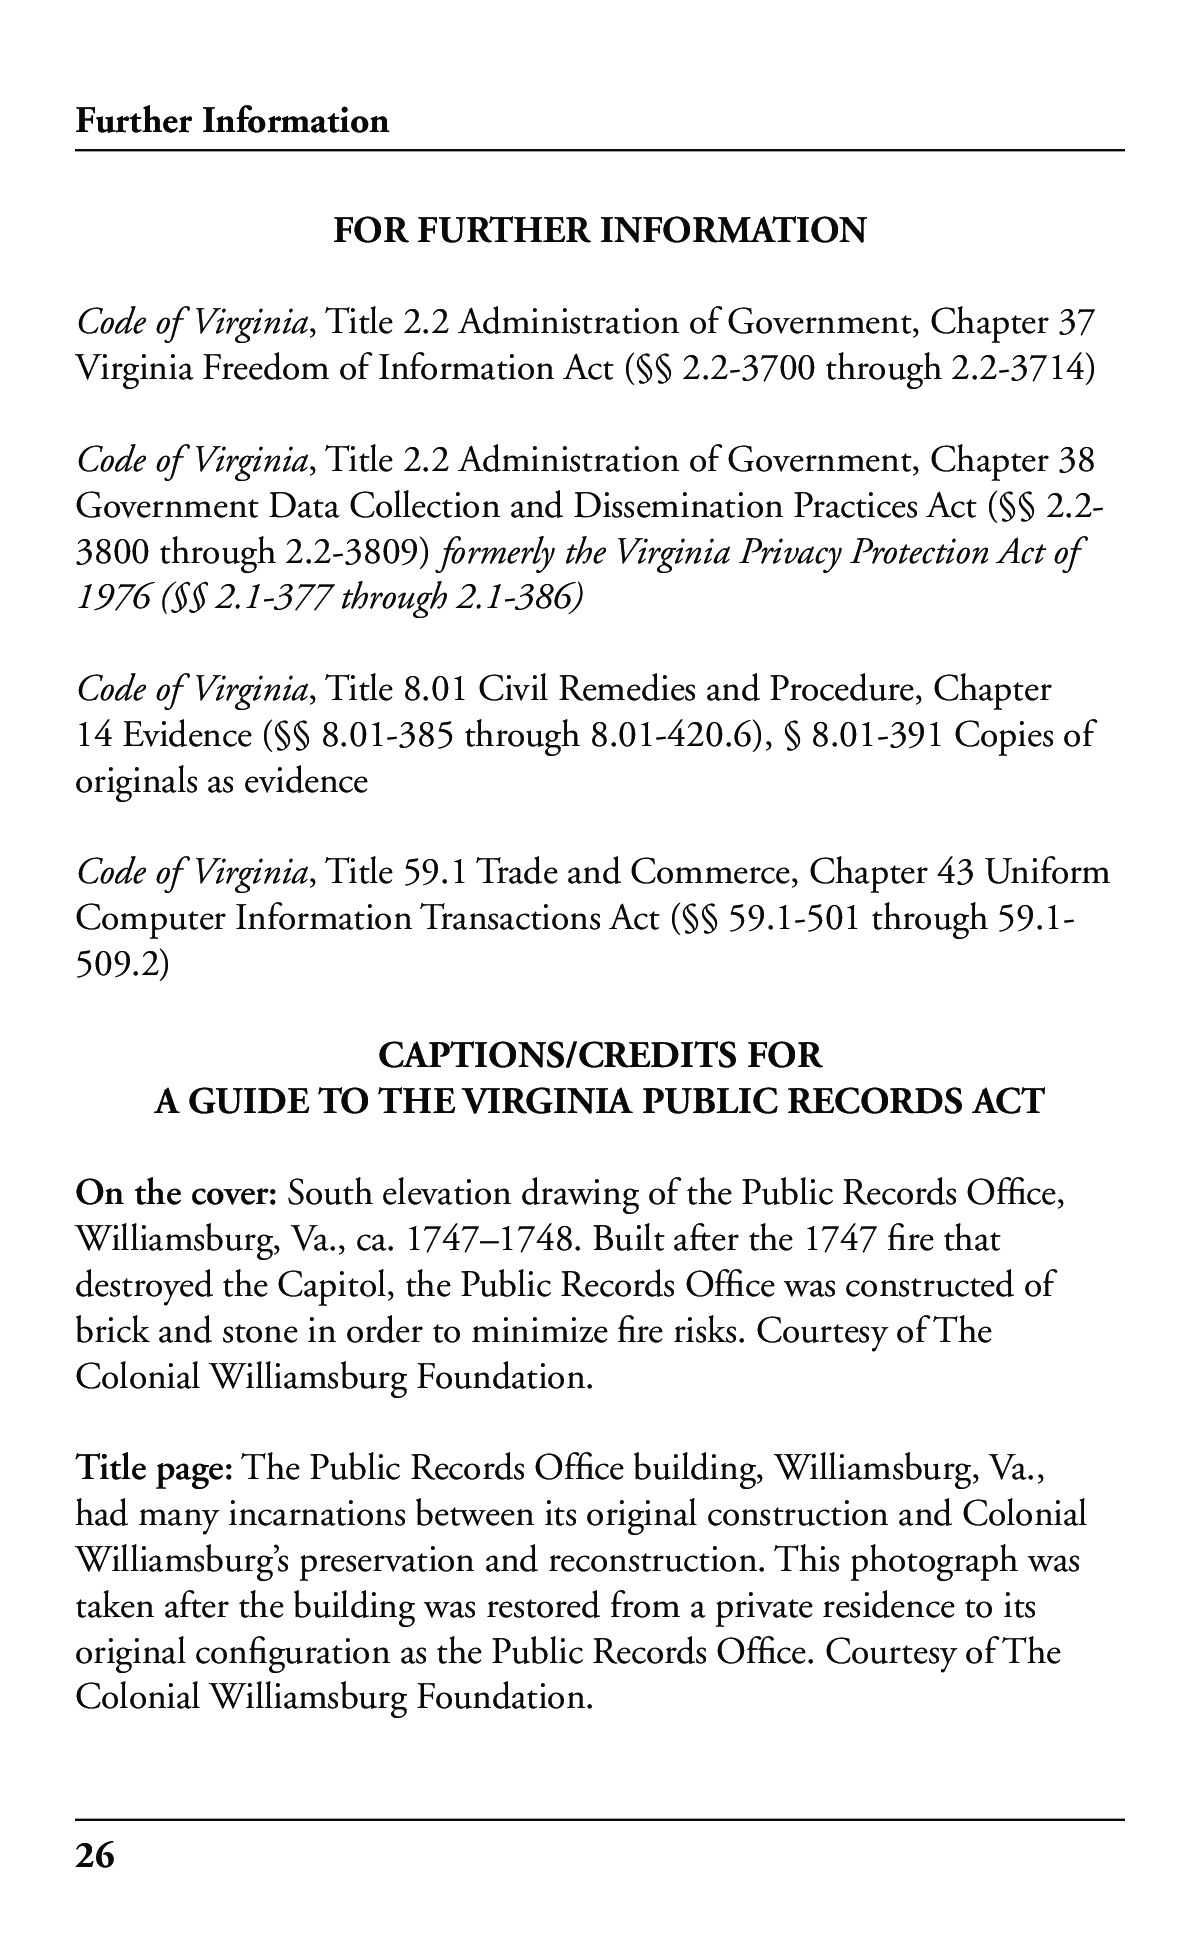 Further Information
FOR FURTHER INFORMATION
Code of Virginia, Title 2.2 Administration of Government, Chapter 37
Virginia Freedom of Information Act (§§ 2.2-3700 through 2.2-3714)
Code of Virginia, Title 2.2 Administration of Government, Chapter 38
Government Data Collection and Dissemination Practices Act (§§ 2.2-
3800 through 2.2-3809) formerly the Virginia Privacy Protection Act of
1976 (§§ 2.1-377 through 2.1-386)
Code of Virginia, Title 8.01 Civil Remedies and Procedure, Chapter
14 Evidence (§§ 8.01-385 through 8.01-420.6), § 8.01-391 Copies of
originals as evidence
Code of Virginia, Title 59.1 Trade and Commerce, Chapter 43 Uniform
Computer Information Transactions Act (§§ 59.1-501 through 59.1-
509.2)
CAPTIONS/CREDITS FOR
A GUIDE TO THE VIRGINIA PUBLIC RECORDS ACT
On the cover: South elevation drawing of the Public Records Office,
Williamsburg, Va., ca. 1747–1748. Built after the 1747 fire that
destroyed the Capitol, the Public Records Office was constructed of
brick and stone in order to minimize fire risks. Courtesy of The
Colonial Williamsburg Foundation.
Title page: The Public Records Office building, Williamsburg, Va.,
had many incarnations between its original construction and Colonial
Williamsburg’s preservation and reconstruction. This photograph was
taken after the building was restored from a private residence to its
original configuration as the Public Records Office. Courtesy of The
Colonial Williamsburg Foundation.
26